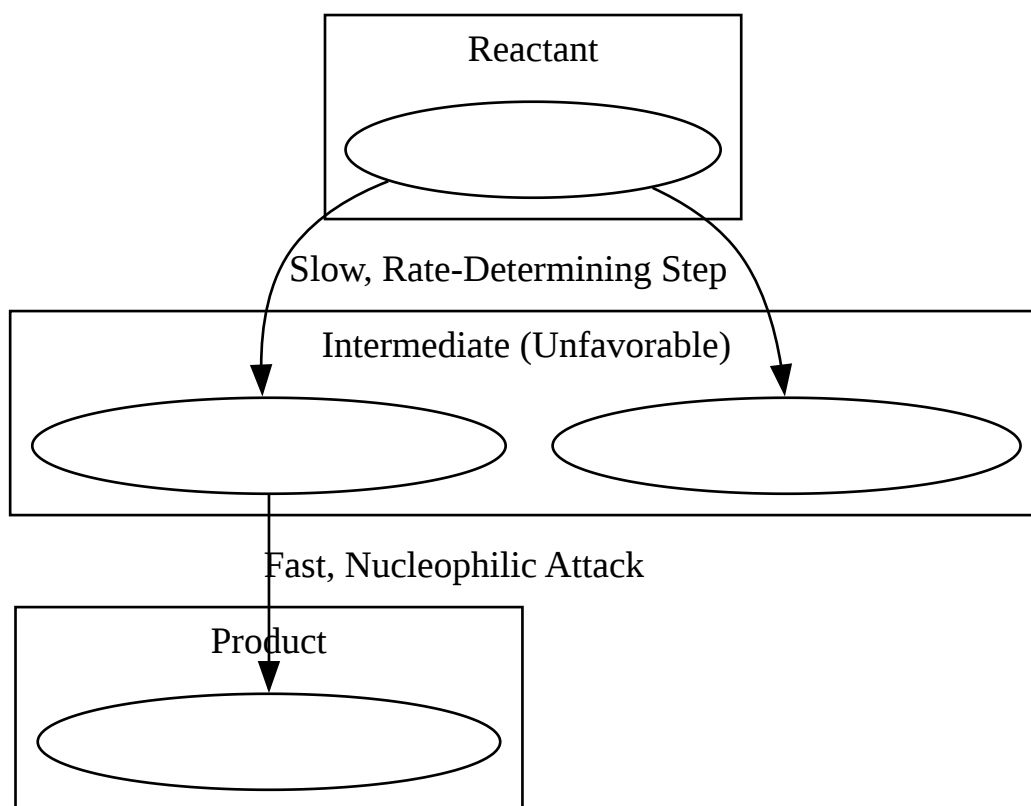 Reactant
Slow, Rate-Determining Step
Intermediate (Unfavorable)
Fast, Nucleophilic Attack
Product